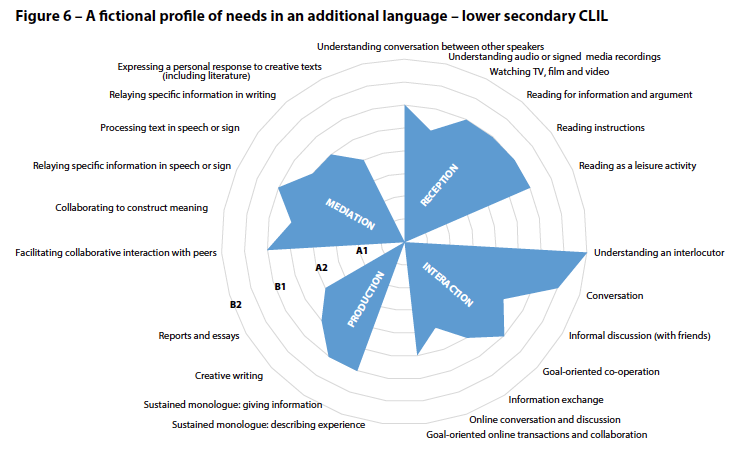 Figure 6 – A fictional profile of needs in an additional language – lower secondary CLIL
Understanding conversation between other speakers
Understanding audio or signed media recordings
Watching TV, film and video
Reading for information and argument
Reading instructions
Reading as a leisure activity
Understanding an interlocutor
Conversation
Informal discussion (with friends)
Goal-oriented co-operation
Information exchange
Online conversation and discussion
Goal-oriented online transactions and collaboration
Sustained monologue: describing experience
Sustained monologue: giving information
Creative writing
Reports and essays
Facilitating collaborative interaction with peers
Collaborating to construct meaning
Relaying specific information in speech or sign
Processing text in speech or sign
Relaying specific information in writing
Expressing a personal response to creative texts
(including literature)
RECEPTION
INTERACTION
PRODUCTION
MEDIATION
A1
A2
B1
B2